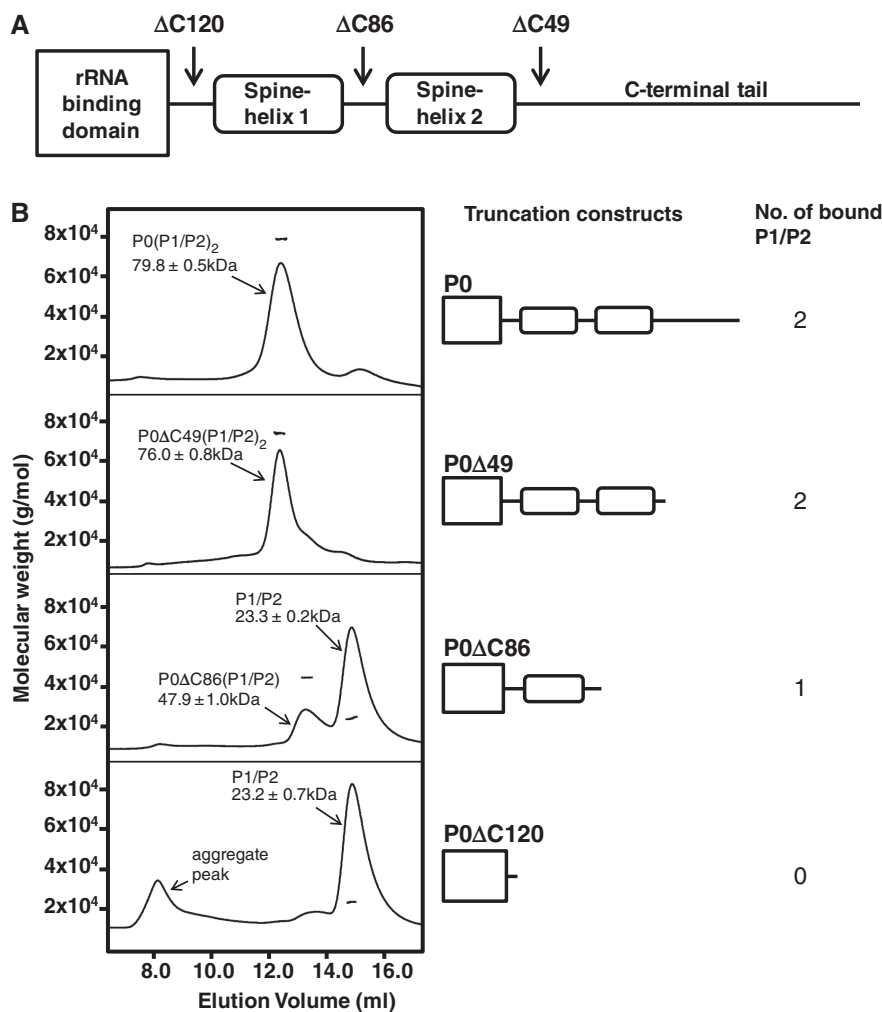 A
ΔC120
ΔC86
ΔC49
rRNA
binding
domain
Spine-
helix 1
Spine-
helix 2
C-terminal tail
B
Truncation constructs
No. of bound
P1/P2
Molecular weight (g/mol)
8x10⁴
6x10⁴
4x10⁴
2x10⁴
P0(P1/P2)₂
79.8 ± 0.5kDa
P0
2
8x10⁴
6x10⁴
4x10⁴
2x10⁴
P0ΔC49(P1/P2)₂
76.0 ± 0.8kDa
P0Δ49
2
8x10⁴
6x10⁴
4x10⁴
2x10⁴
P1/P2
23.3 ± 0.2kDa
P0ΔC86(P1/P2)
47.9 ±1.0kDa
P0ΔC86
1
8x10⁴
6x10⁴
4x10⁴
2x10⁴
P1/P2
23.2 ± 0.7kDa
aggregate
peak
P0ΔC120
0
8.0 10.0 12.0 14.0 16.0
Elution Volume (ml)